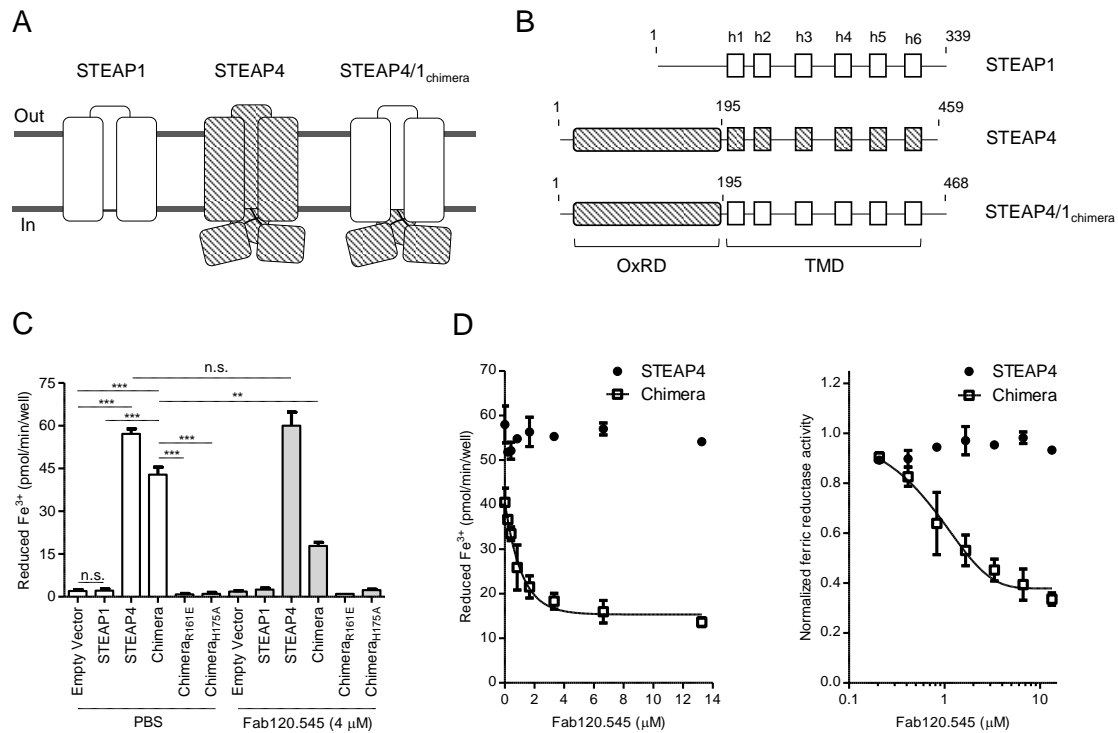 A
STEAP1
STEAP4
STEAP4/1chimera
Out
In
B
1
h1
h2
h3
h4
h5
h6
339
STEAP1
1
195
459
STEAP4
1
195
468
STEAP4/1chimera
OxRD
TMD
C
Reduced Fe3+ (pmol/min/well)
75
60
45
30
15
0
n.s.
***
**
***
***
***
***
n.s.
Empty Vector
STEAP1
STEAP4
Chimera
ChimeraR161E
ChimeraH175A
Empty Vector
STEAP1
STEAP4
Chimera
ChimeraR161E
ChimeraH175A
PBS
Fab120.545 (4 μM)
D
STEAP4
Chimera
Reduced Fe3+ (pmol/min/well)
70
60
50
40
30
20
10
0
0
2
4
6
8
10
12
14
Fab120.545 (μM)
STEAP4
Chimera
Normalized ferric reductase activity
1.2
1.0
0.8
0.6
0.4
0.2
0.0
0.1
1
10
Fab120.545 (μM)